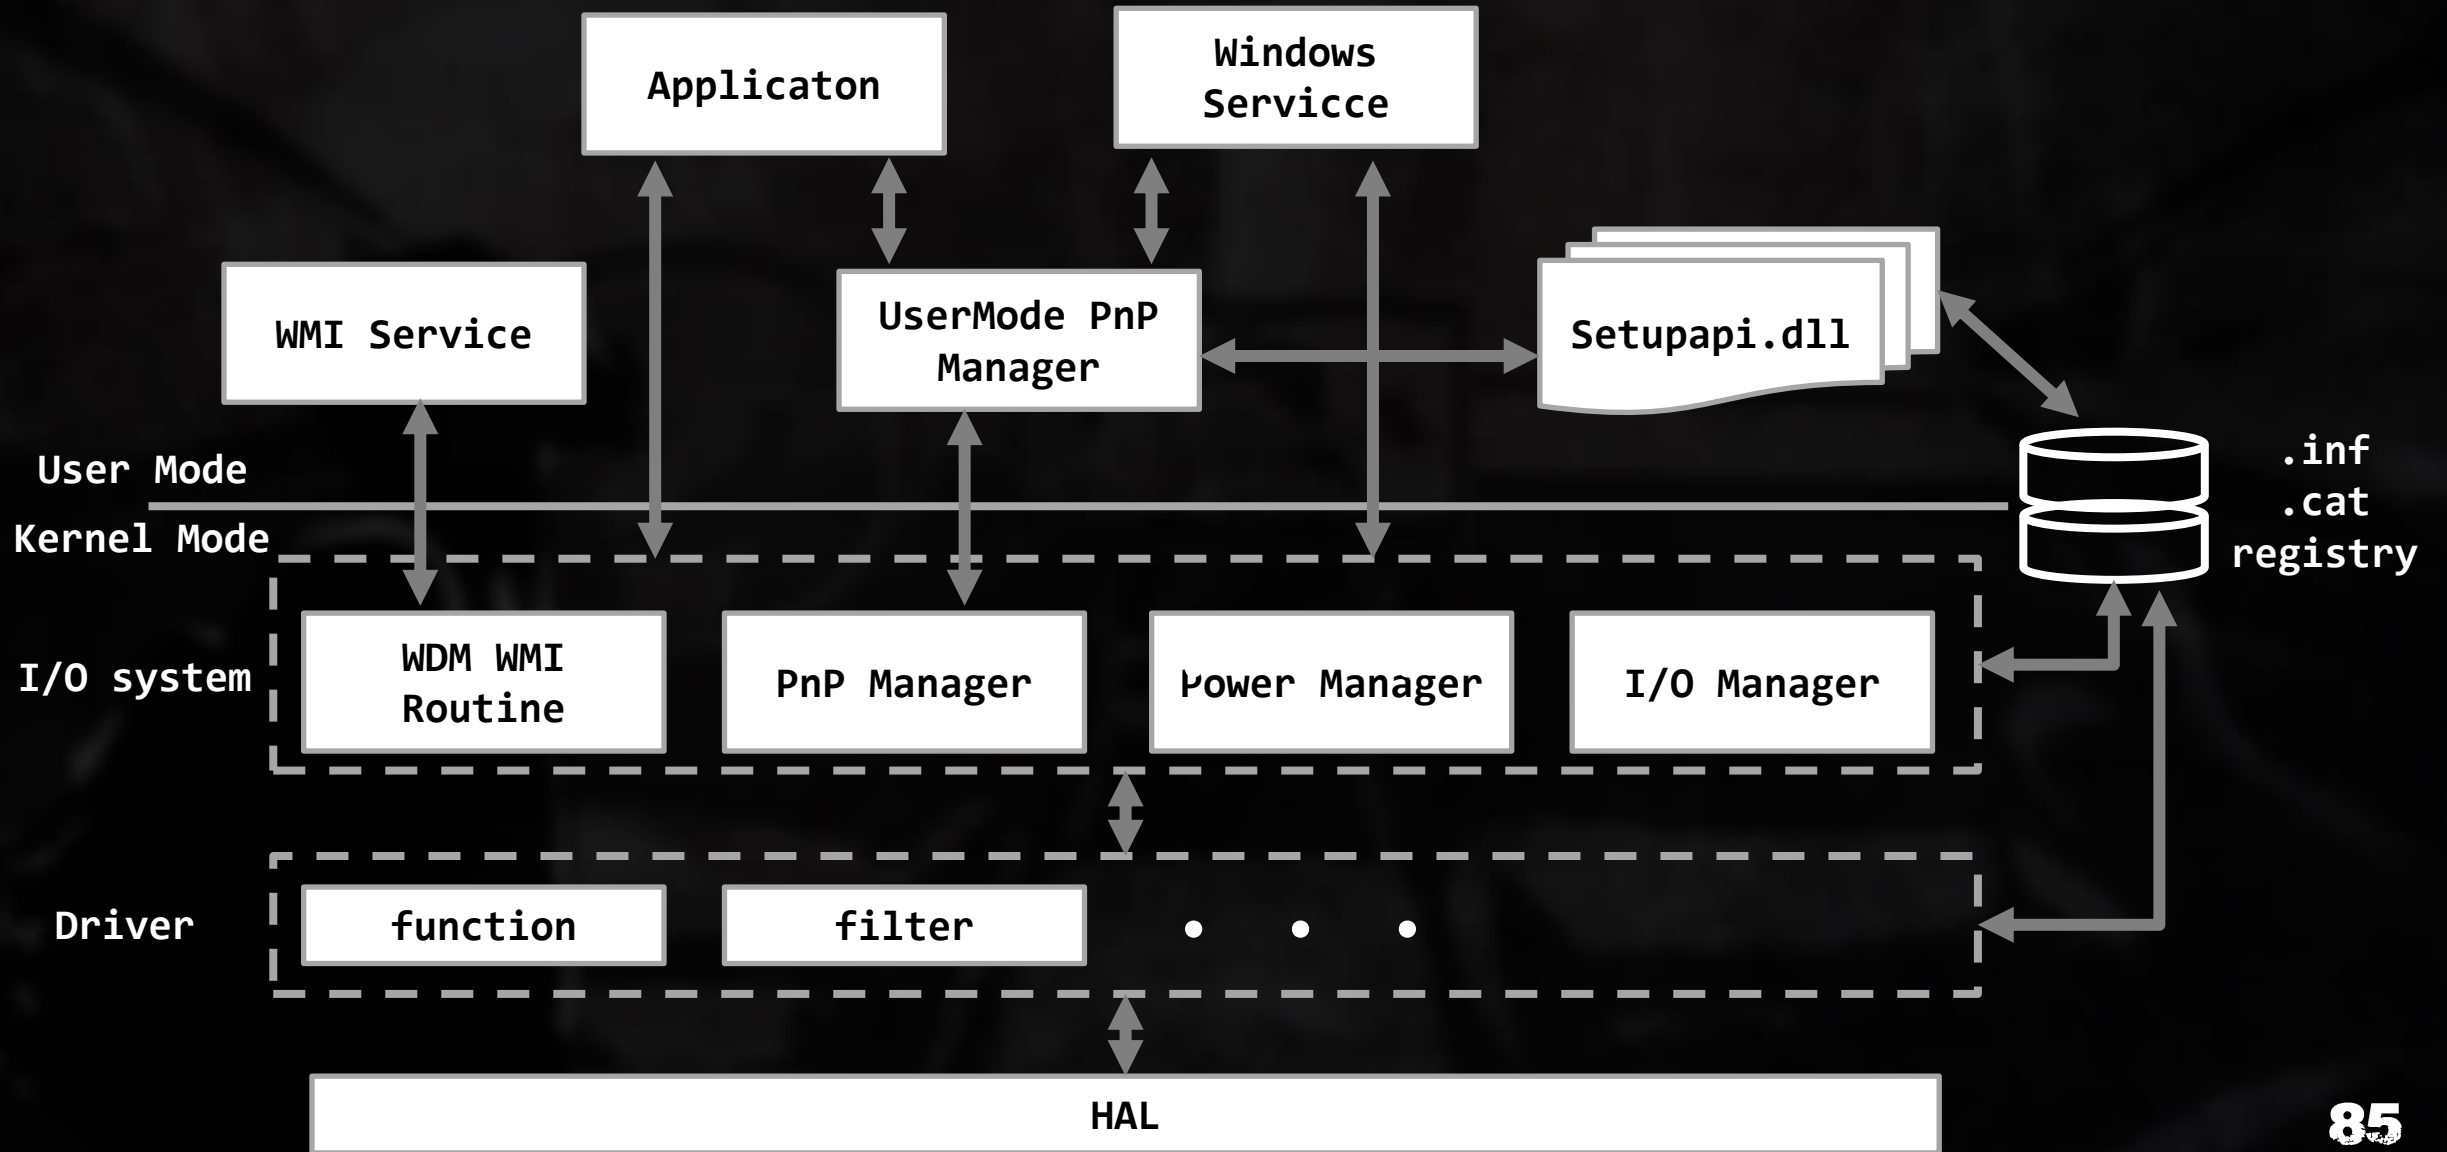 Applicaton
Windows
Servicce
WMI Service
UserMode PnP
Manager
Setupapi.dll
User Mode
Kernel Mode
.inf
.cat
registry
I/O system
WDM WMI
Routine
PnP Manager
Power Manager
I/O Manager
Driver
function
filter
HAL
85